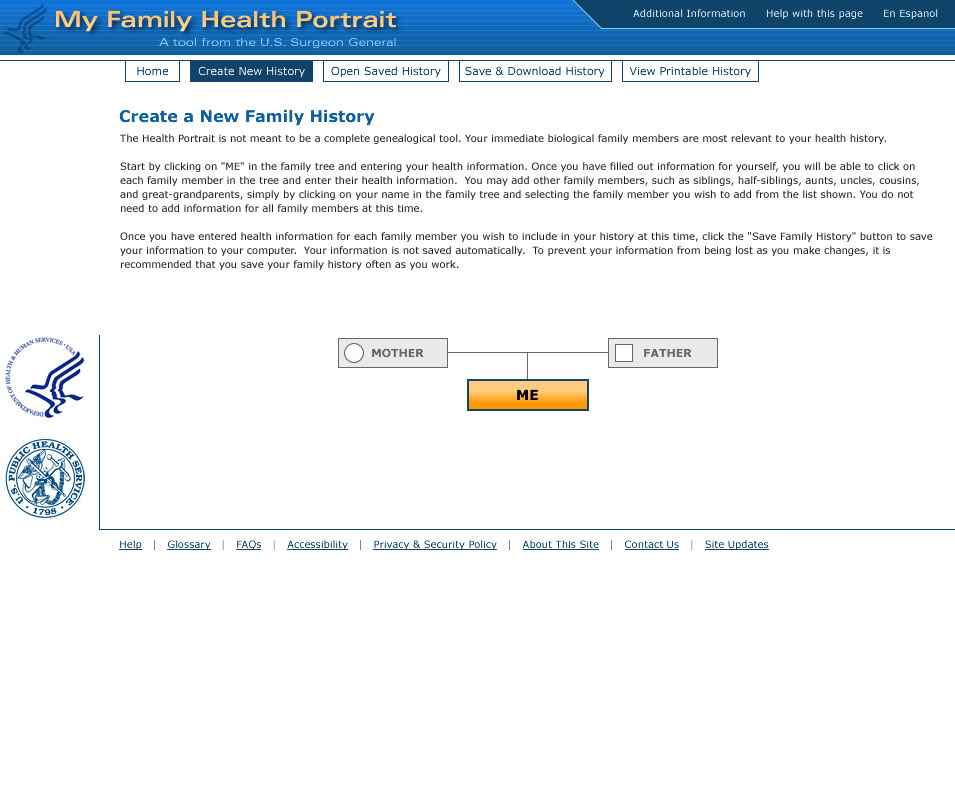 My Family Health Portrait
A tool from the U.S. Surgeon General
Additional Information Help with this page En Espanol
Home Create New History Open Saved History Save & Download History View Printable History
Create a New Family History
The Health Portrait is not meant to be a complete genealogical tool. Your immediate biological family members are most relevant to your health history.
Start by clicking on "ME" in the family tree and entering your health information. Once you have filled out information for yourself, you will be able to click on
each family member in the tree and enter their health information. You may add other family members, such as siblings, half-siblings, aunts, uncles, cousins,
and great-grandparents, simply by clicking on your name in the family tree and selecting the family member you wish to add from the list shown. You do not
need to add information for all family members at this time.
Once you have entered health information for each family member you wish to include in your history at this time, click the "Save Family History" button to save
your information to your computer. Your information is not saved automatically. To prevent your information from being lost as you make changes, it is
recommended that you save your family history often as you work.
DEPARTMENT OF HEALTH & HUMAN SERVICES • USA
MOTHER FATHER
ME
U.S. PUBLIC HEALTH SERVICE
• 1798 •
Help | Glossary | FAQs | Accessibility | Privacy & Security Policy | About This Site | Contact Us | Site Updates